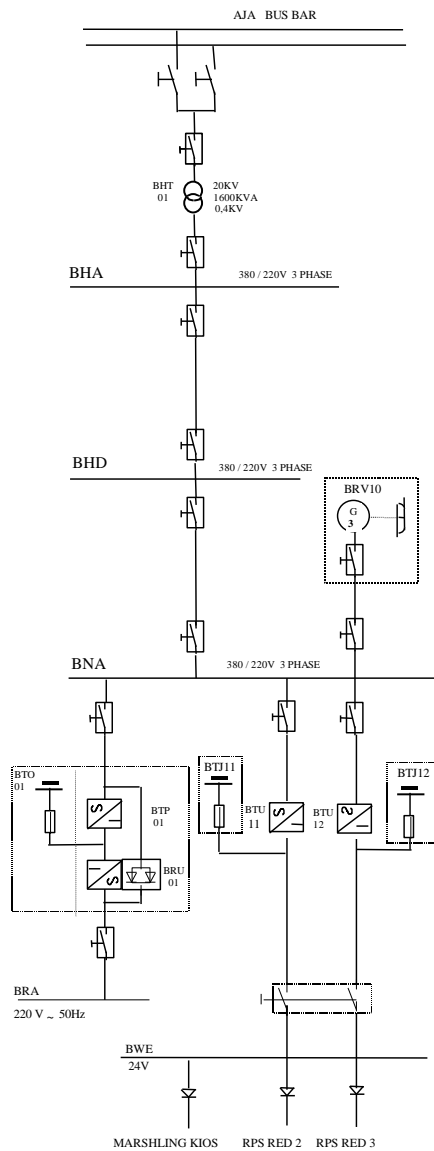 AJA BUS BAR
BHT
01
20KV
1600KVA
0,4KV
BHA
380 / 220V 3 PHASE
BHD
380 / 220V 3 PHASE
BRV10
G
3
BNA
380 / 220V 3 PHASE
BTO
01
BTP
01
BRU
01
BTJ11
BTU
11
BTU
12
BTJ12
BRA
220 V ~ 50Hz
BWE
24V
MARSHLING KIOS RPS RED 2 RPS RED 3